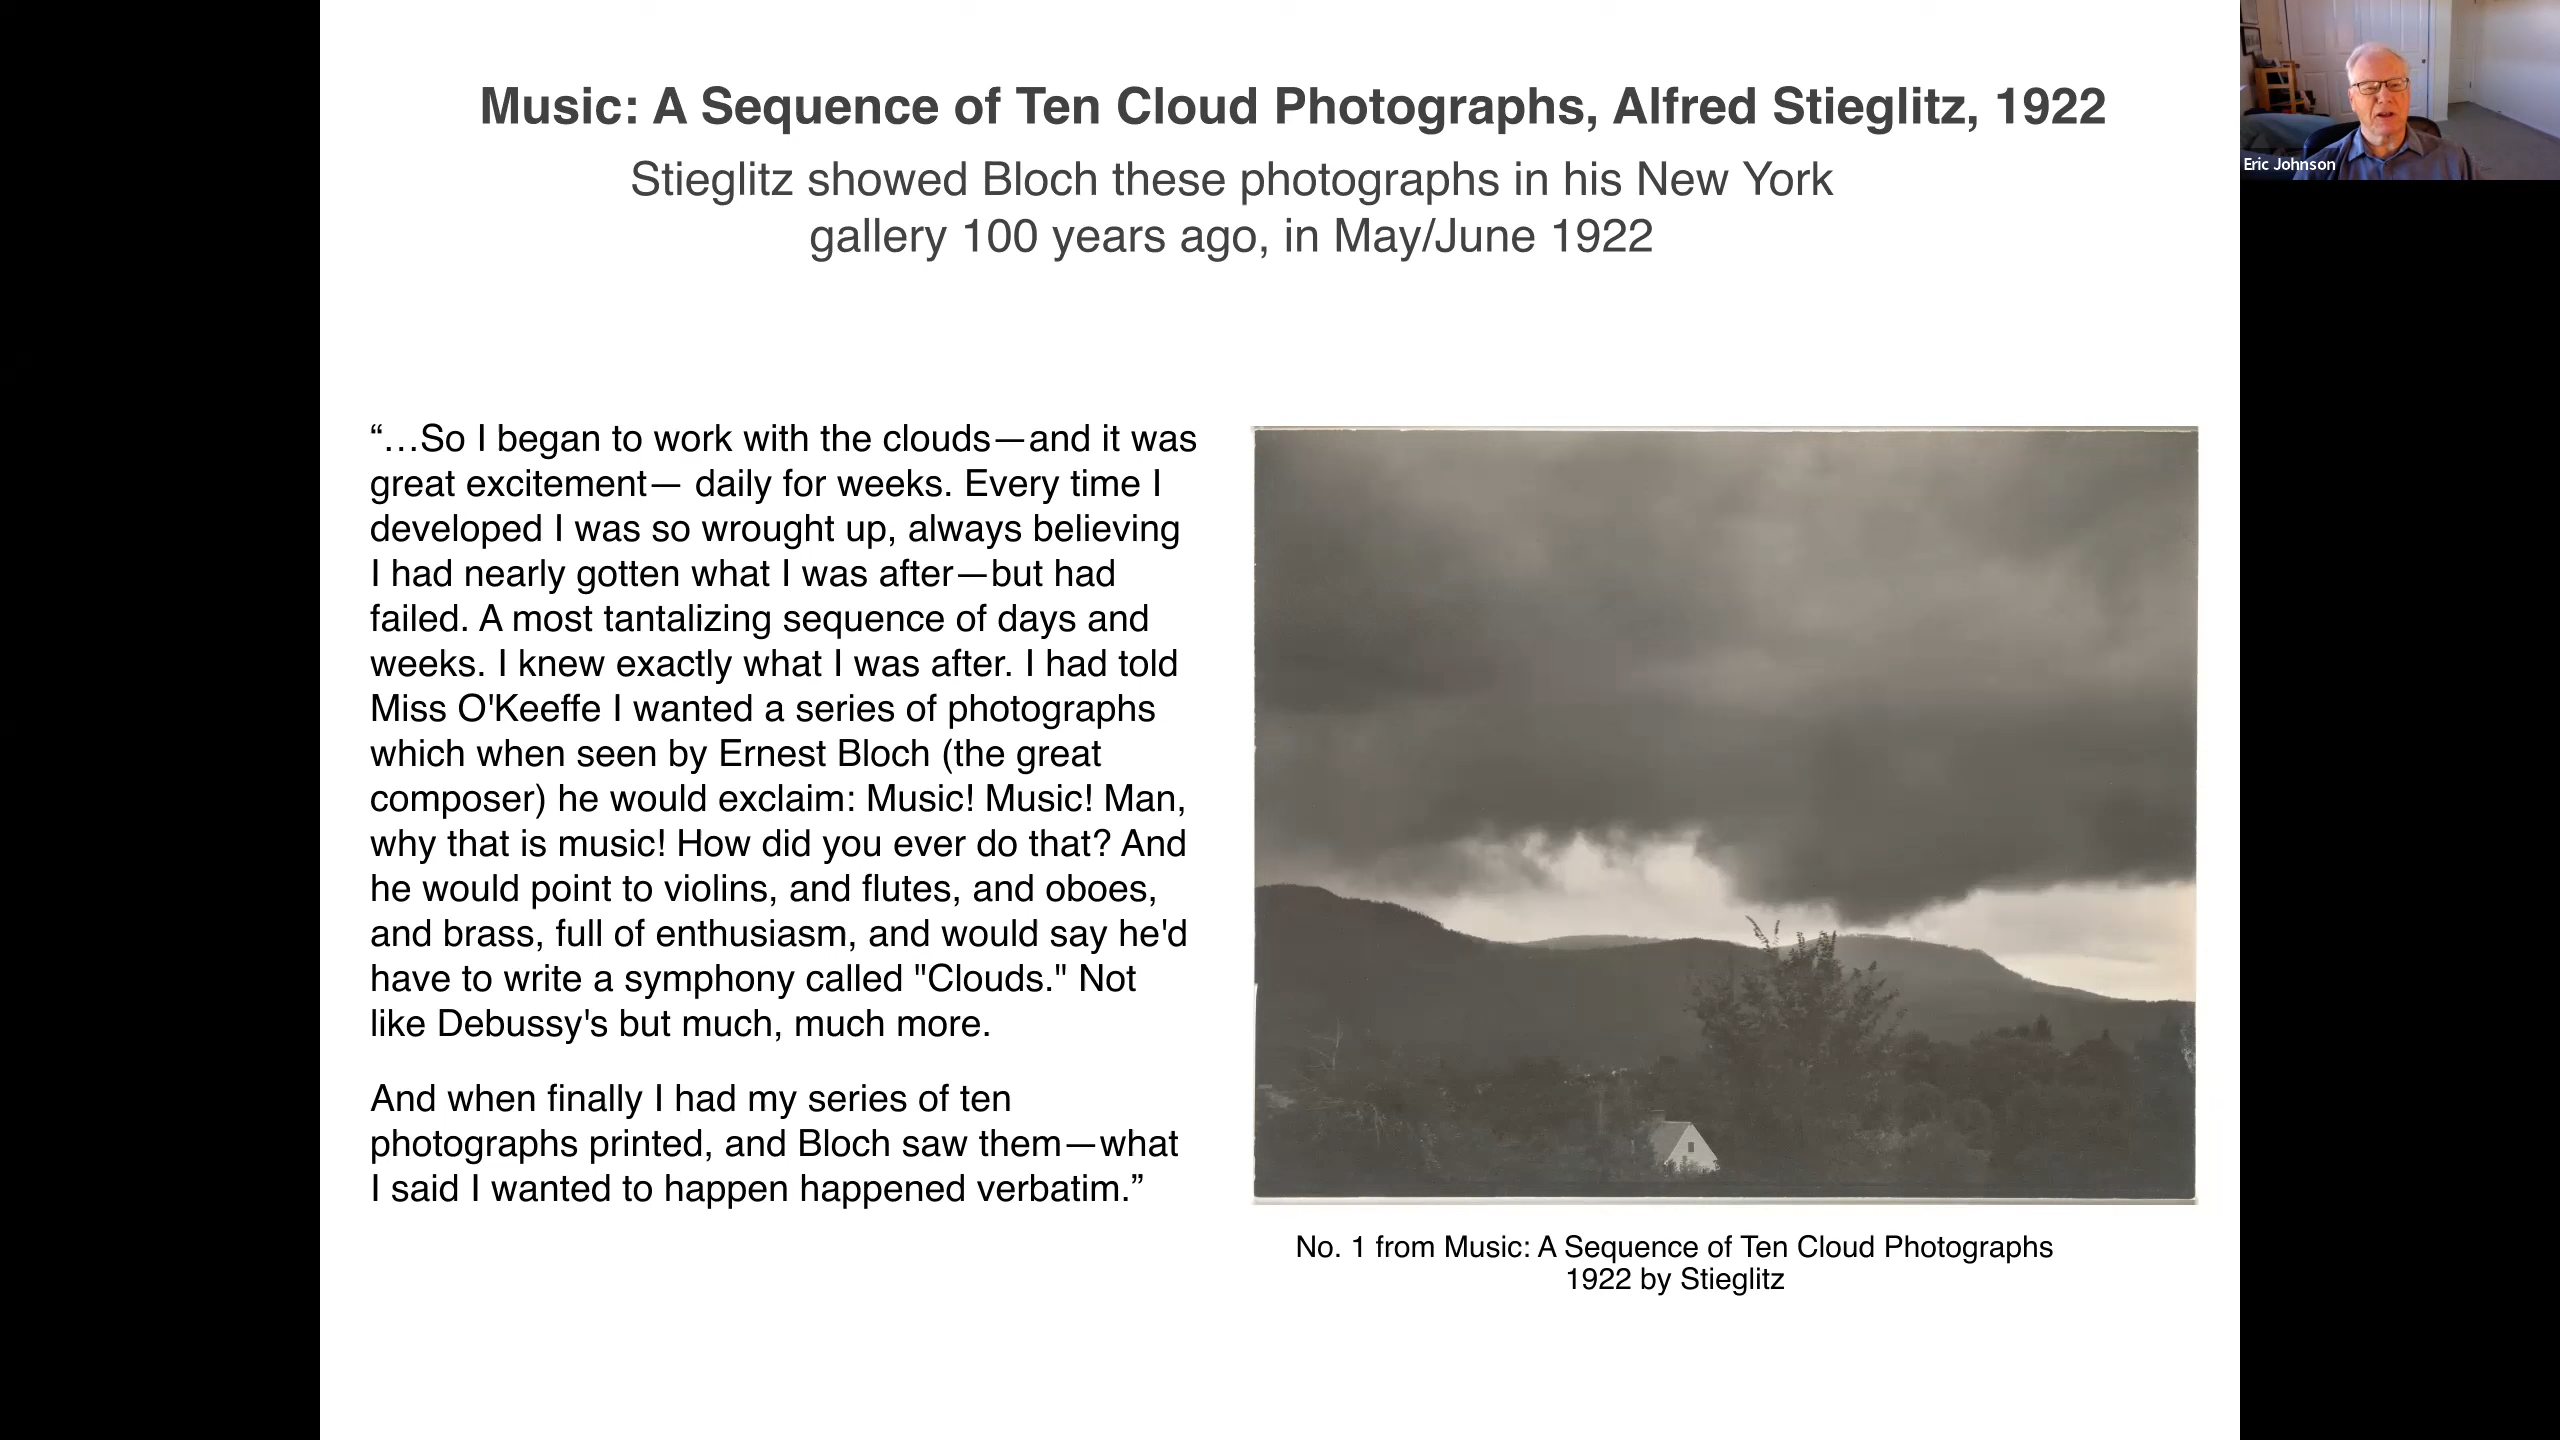 Music: A Sequence of Ten Cloud Photographs, Alfred Stieglitz, 1922
Stieglitz showed Bloch these photographs in his New York
gallery 100 years ago, in May/June 1922
Eric Johnson
“…So I began to work with the clouds—and it was
great excitement— daily for weeks. Every time I
developed I was so wrought up, always believing
I had nearly gotten what I was after—but had
failed. A most tantalizing sequence of days and
weeks. I knew exactly what I was after. I had told
Miss O'Keeffe I wanted a series of photographs
which when seen by Ernest Bloch (the great
composer) he would exclaim: Music! Music! Man,
why that is music! How did you ever do that? And
he would point to violins, and flutes, and oboes,
and brass, full of enthusiasm, and would say he'd
have to write a symphony called "Clouds." Not
like Debussy's but much, much more.
And when finally I had my series of ten
photographs printed, and Bloch saw them—what
I said I wanted to happen happened verbatim.”
No. 1 from Music: A Sequence of Ten Cloud Photographs
1922 by Stieglitz